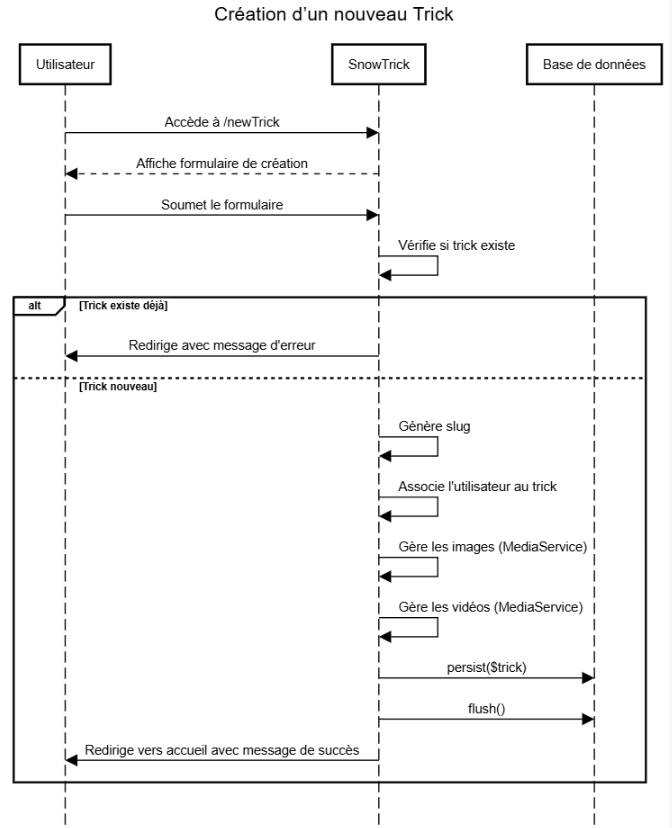 Création d'un nouveau Trick
Utilisateur
SnowTrick
Base de données
Accède à /newTrick
Affiche formulaire de création
Soumet le formulaire
Vérifie si trick existe
alt
[Trick existe déjà]
Redirige avec message d'erreur
[Trick nouveau]
Génère slug
Associe l'utilisateur au trick
Gère les images (MediaService)
Gère les vidéos (MediaService)
persist($trick)
flush()
Redirige vers accueil avec message de succès